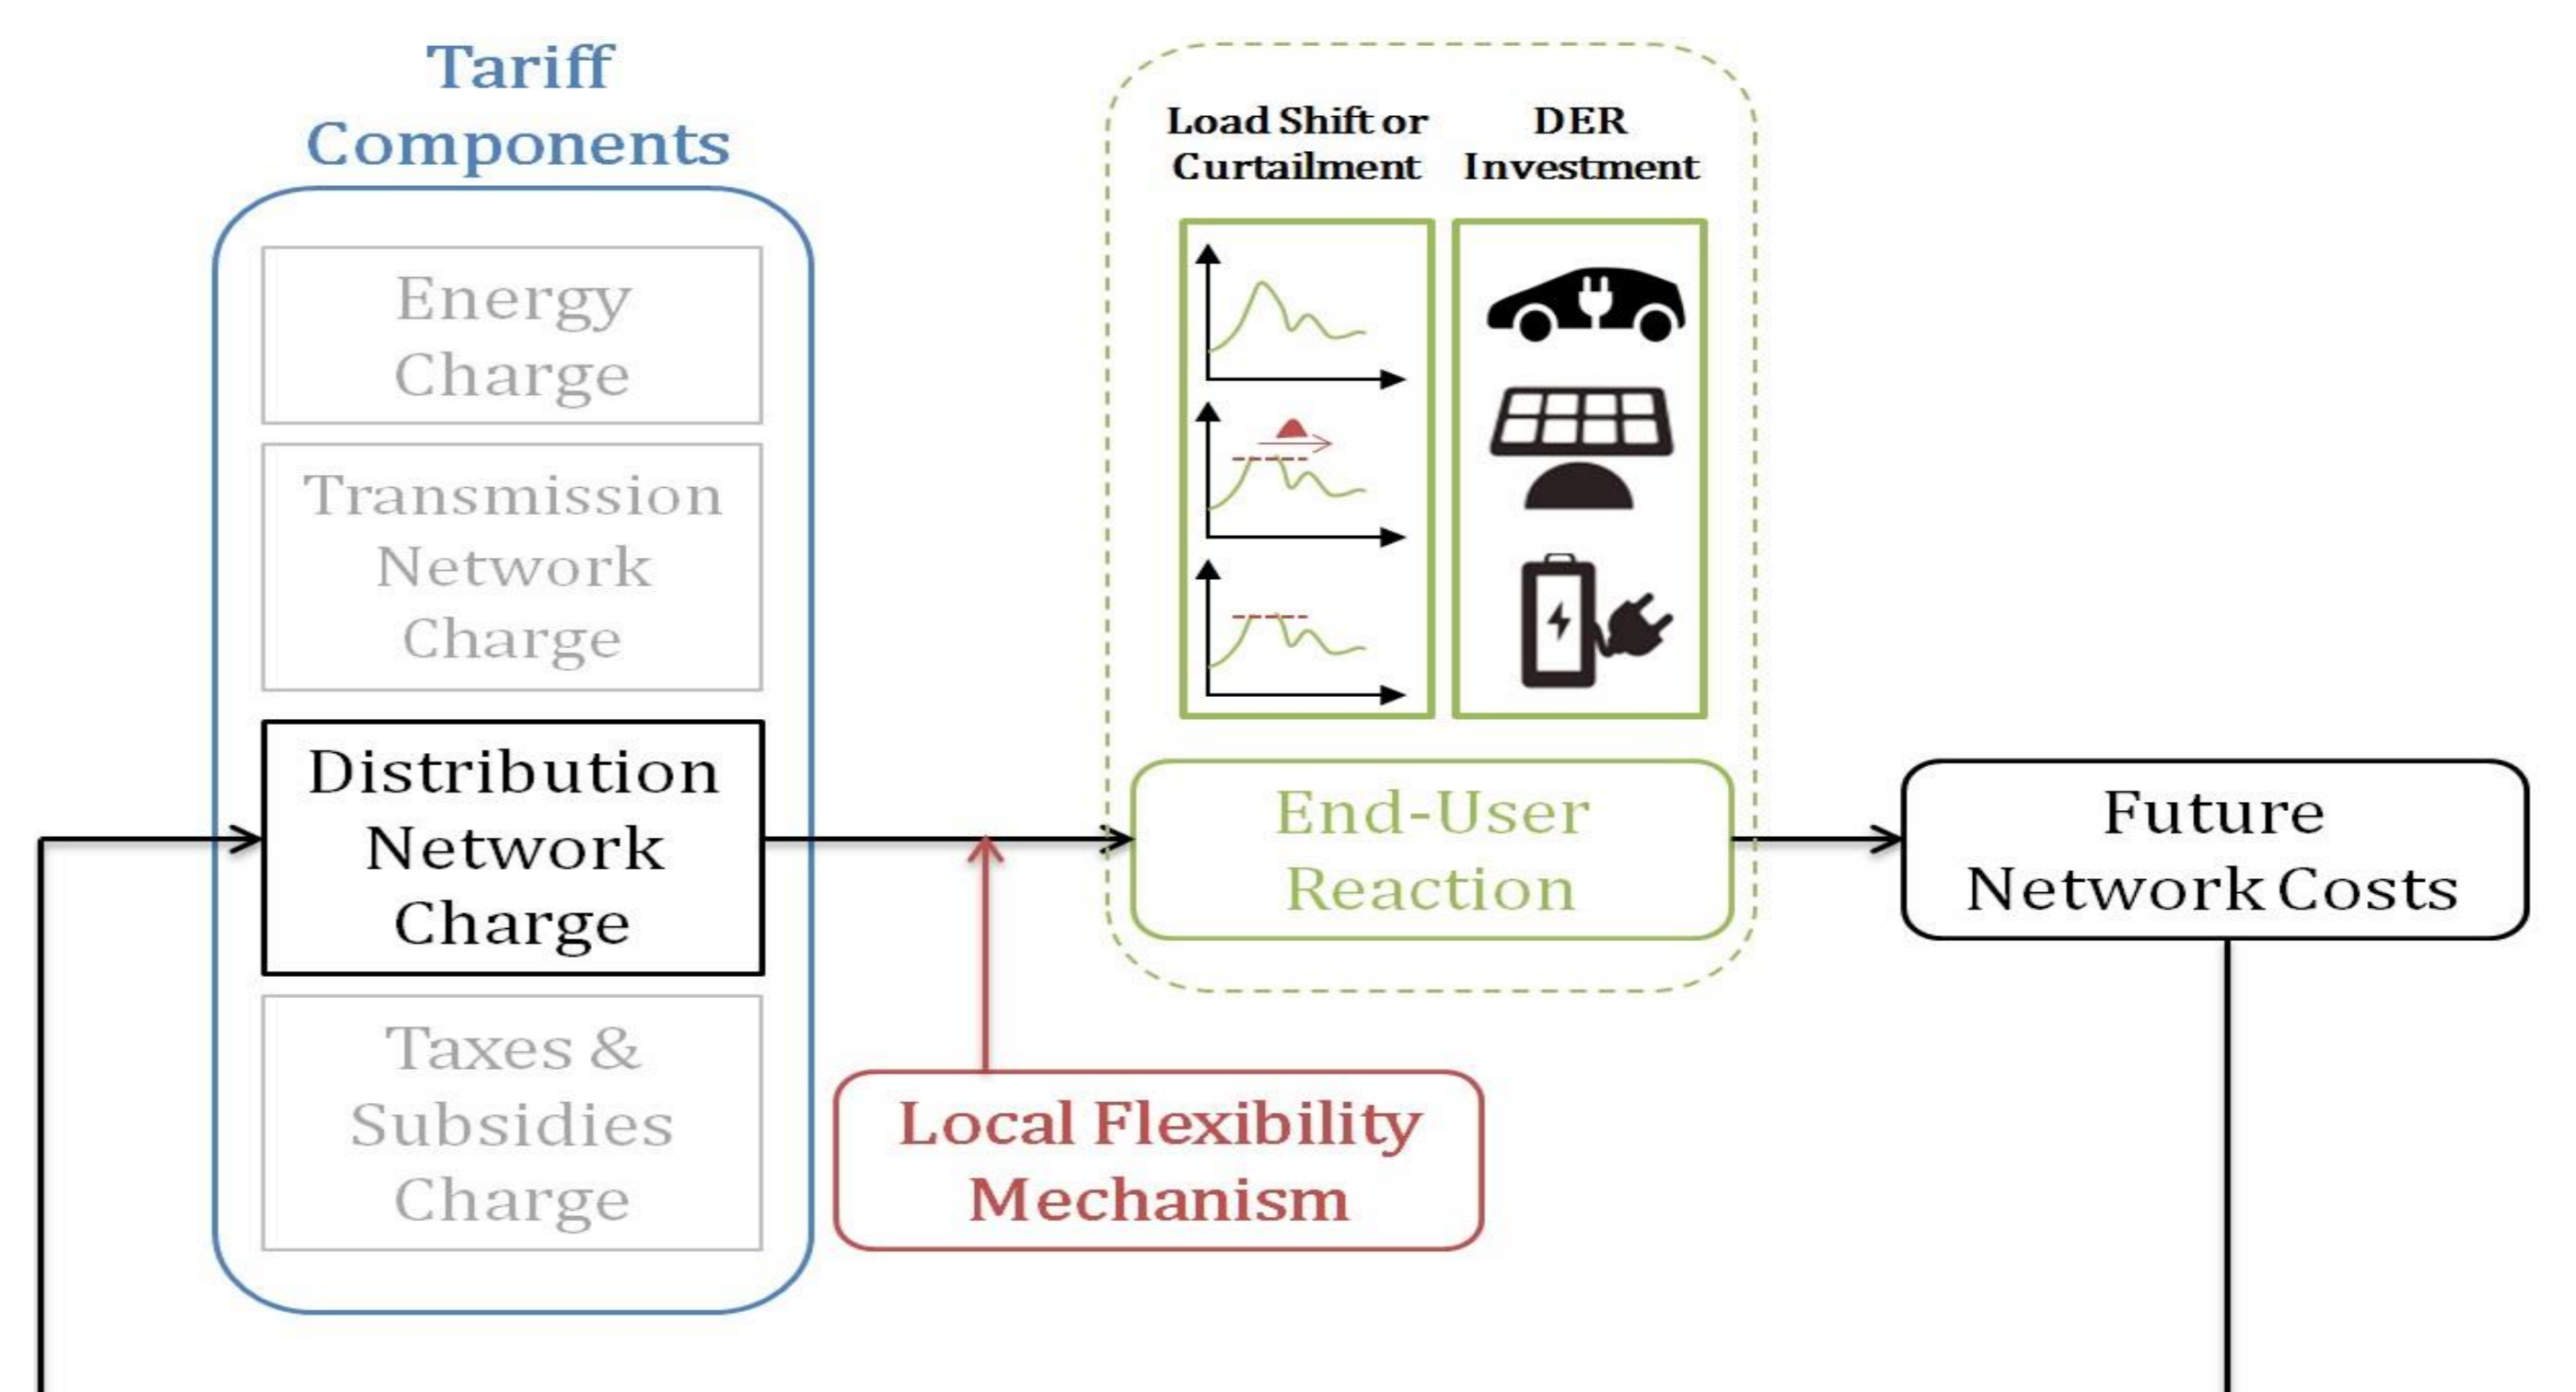 Tariff
Components
Energy
Charge
Transmission
Network
Charge
Distribution
Network
Charge
Taxes &
Subsidies
Charge
Load Shift or
Curtailment
DER
Investment
End-User
Reaction
Local Flexibility
Mechanism
Future
Network Costs